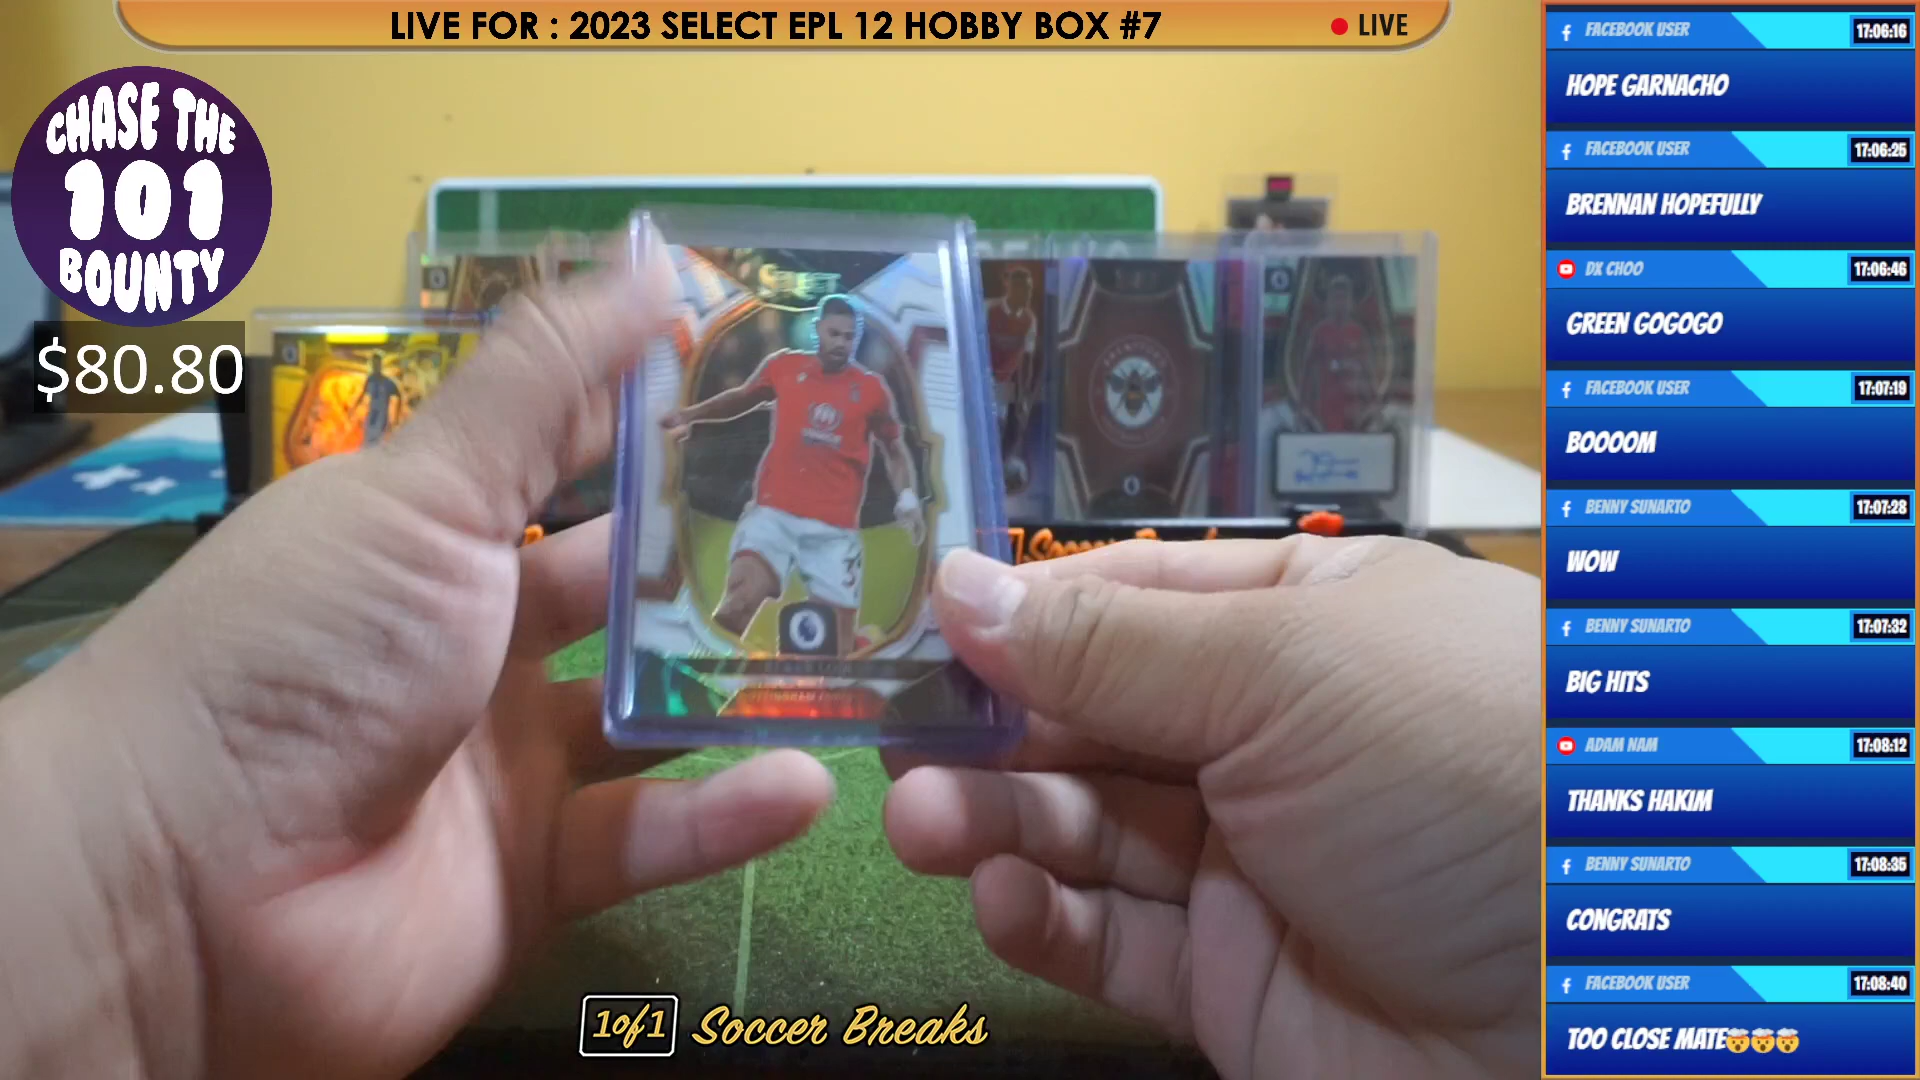 LIVE FOR : 2023 SELECT EPL 12 HOBBY BOX #7
LIVE
CHASE THE
101
BOUNTY
$80.80
SELECT
1of1 Soccer Breaks
FACEBOOK USER 17:06:16
HOPE GARNACHO
FACEBOOK USER 17:06:25
BRENNAN HOPEFULLY
DX CHOO 17:06:46
GREEN GOGOGO
FACEBOOK USER 17:07:19
BOOOOM
BENNY SUNARTO 17:07:28
WOW
BENNY SUNARTO 17:07:32
BIG HITS
ADAM NAM 17:08:12
THANKS HAKIM
BENNY SUNARTO 17:08:35
CONGRATS
FACEBOOK USER 17:08:40
TOO CLOSE MATE🤯🤯🤯